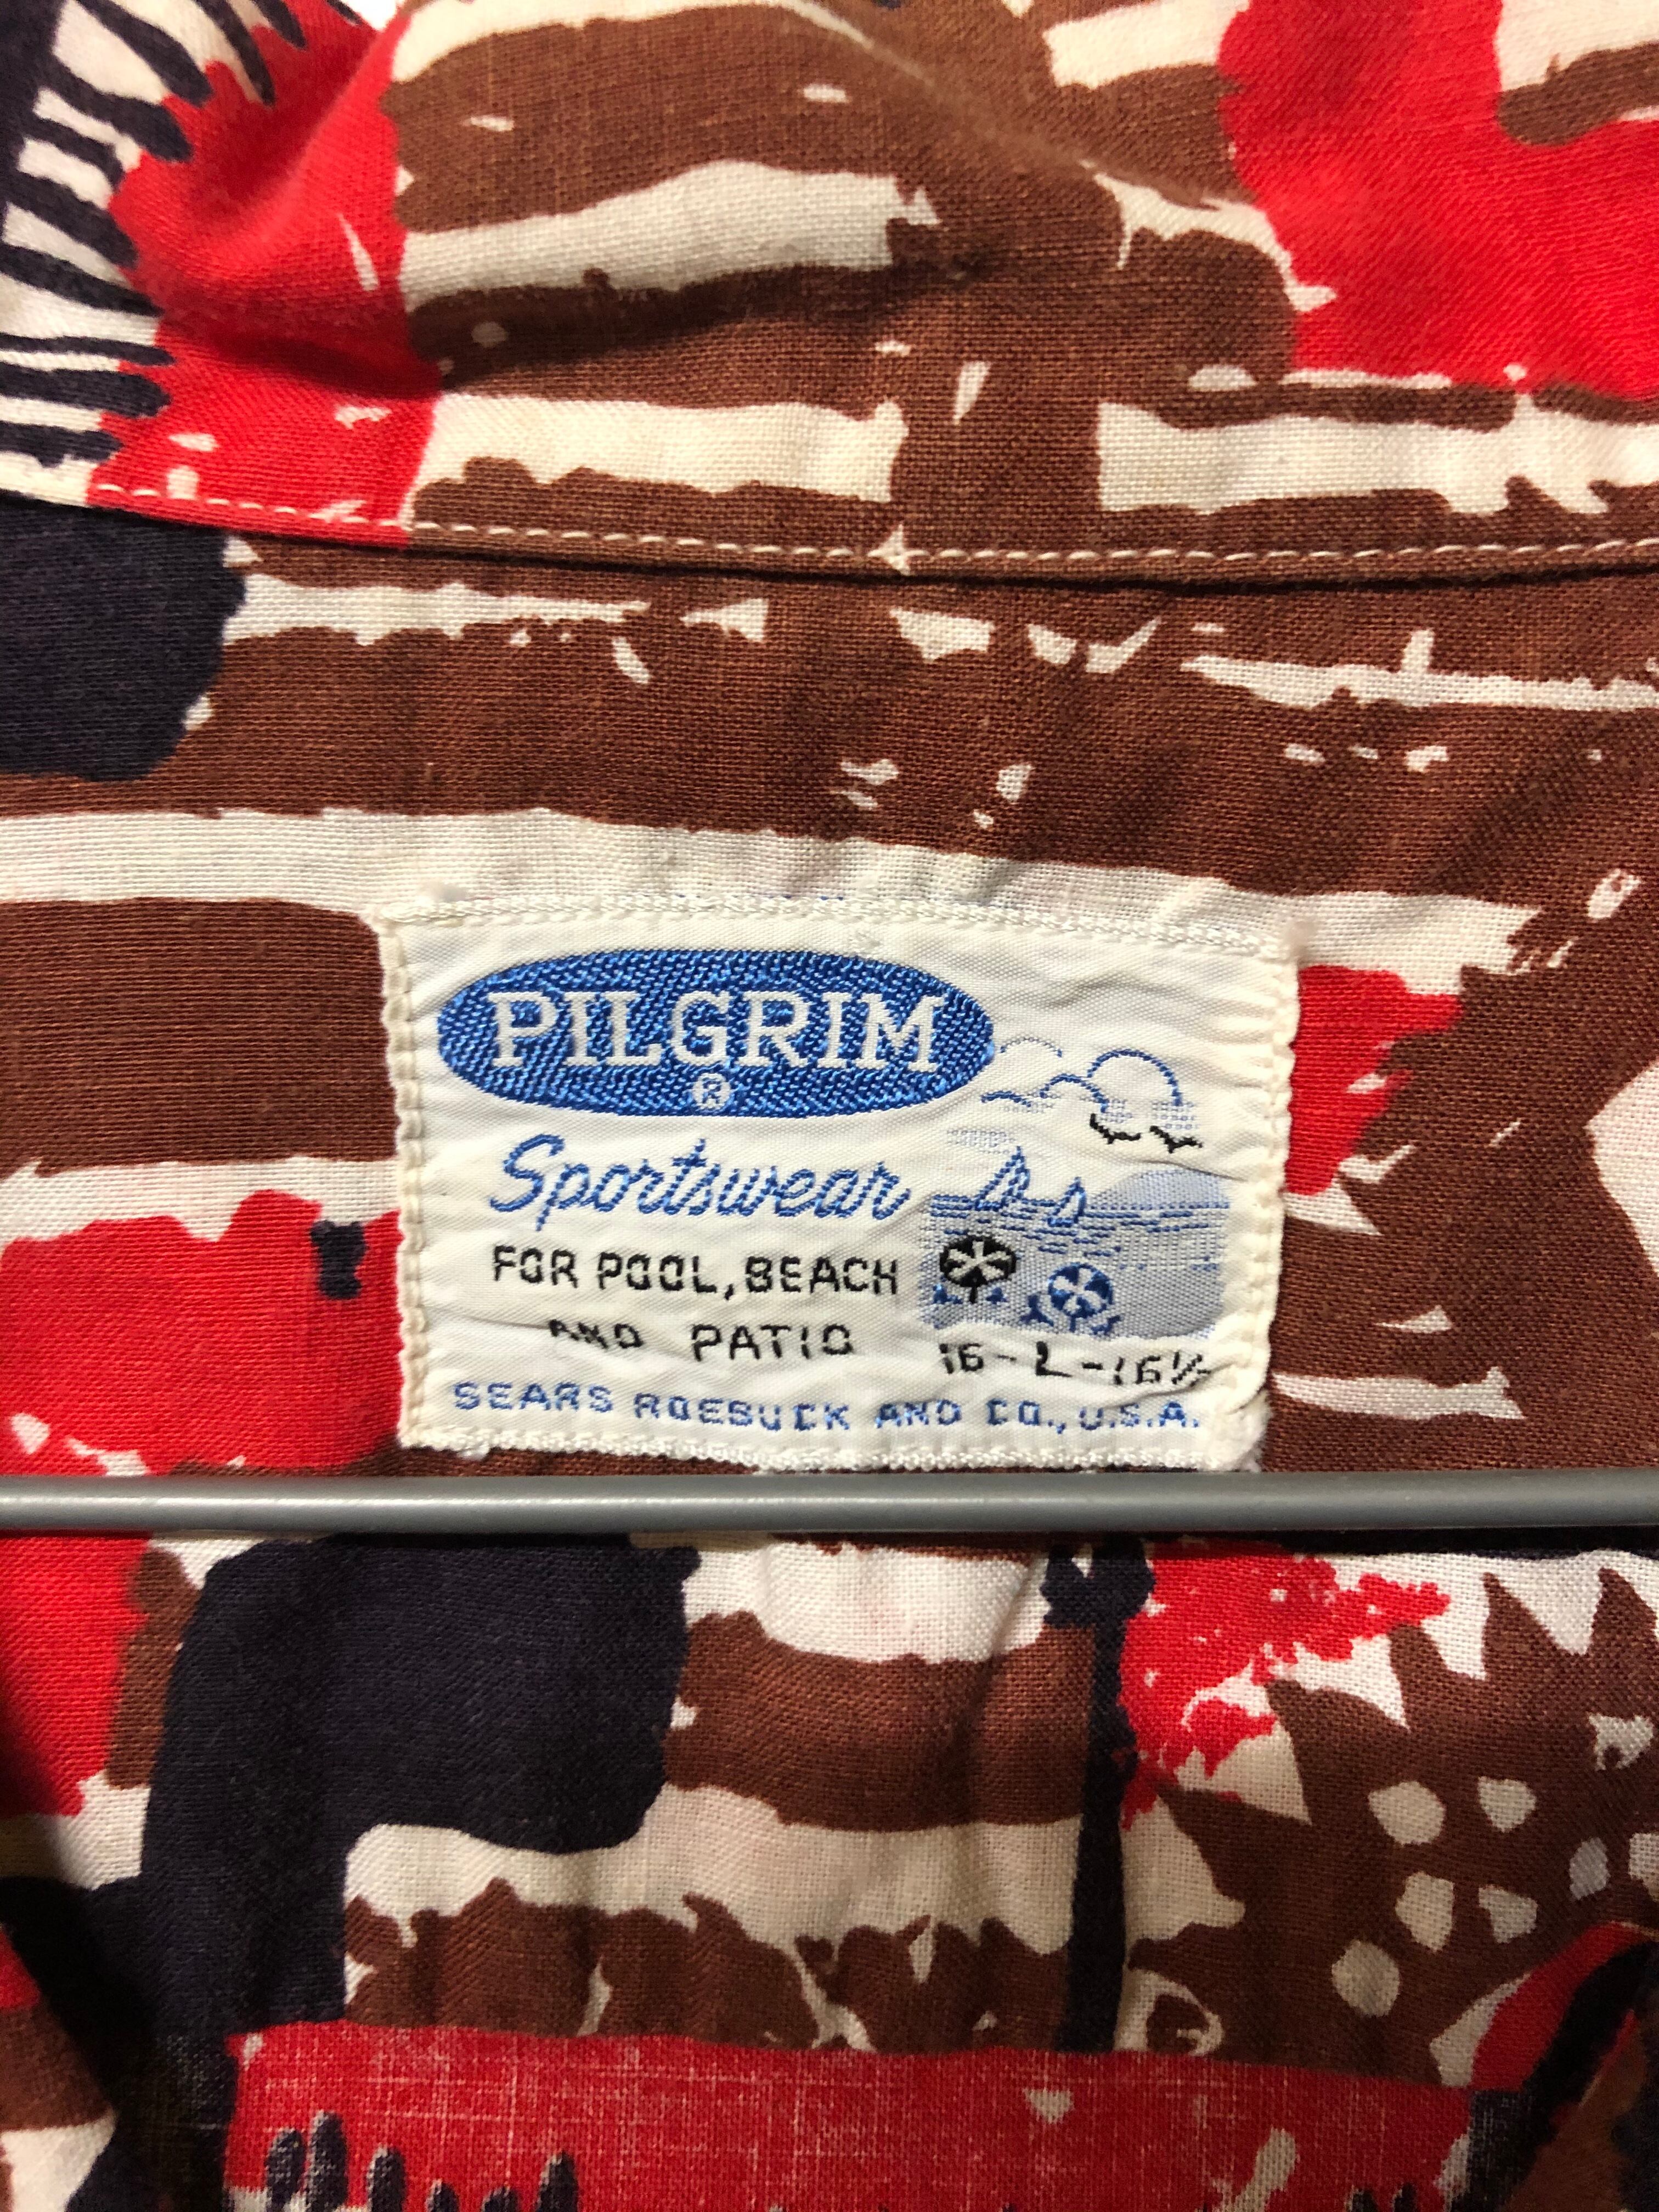 PILGRIM
®
Sportswear
FOR POOL, BEACH
AND PATIO
16-L-16½
SEARS ROEBUCK AND CO., U.S.A.